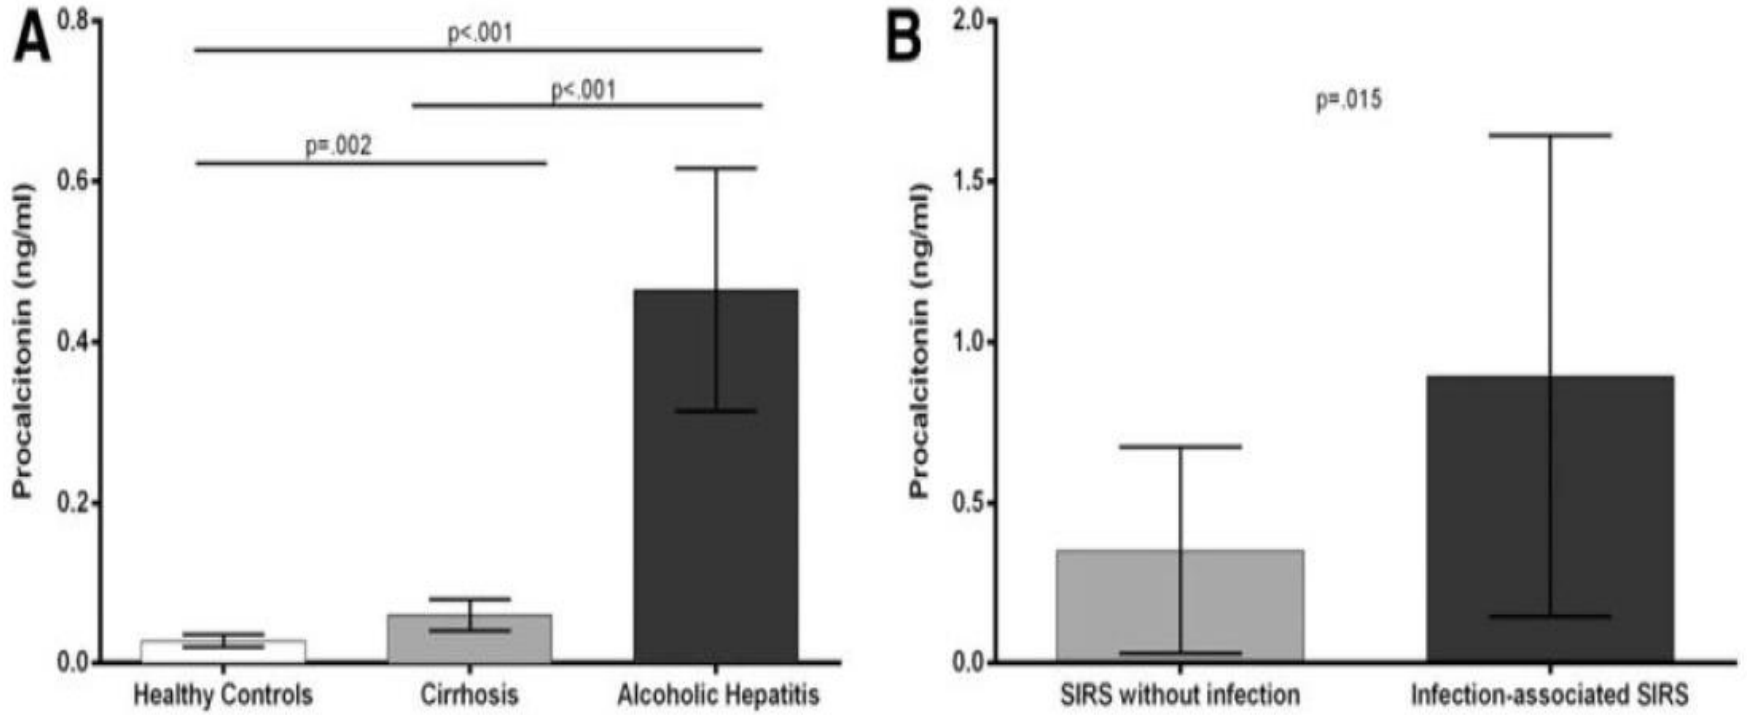 A
p<.001
p<.001
p=.002
Procalcitonin (ng/ml)
0.8
0.6
0.4
0.2
0.0
Healthy Controls Cirrhosis Alcoholic Hepatitis
B
p=.015
Procalcitonin (ng/ml)
2.0
1.5
1.0
0.5
0.0
SIRS without infection Infection-associated SIRS